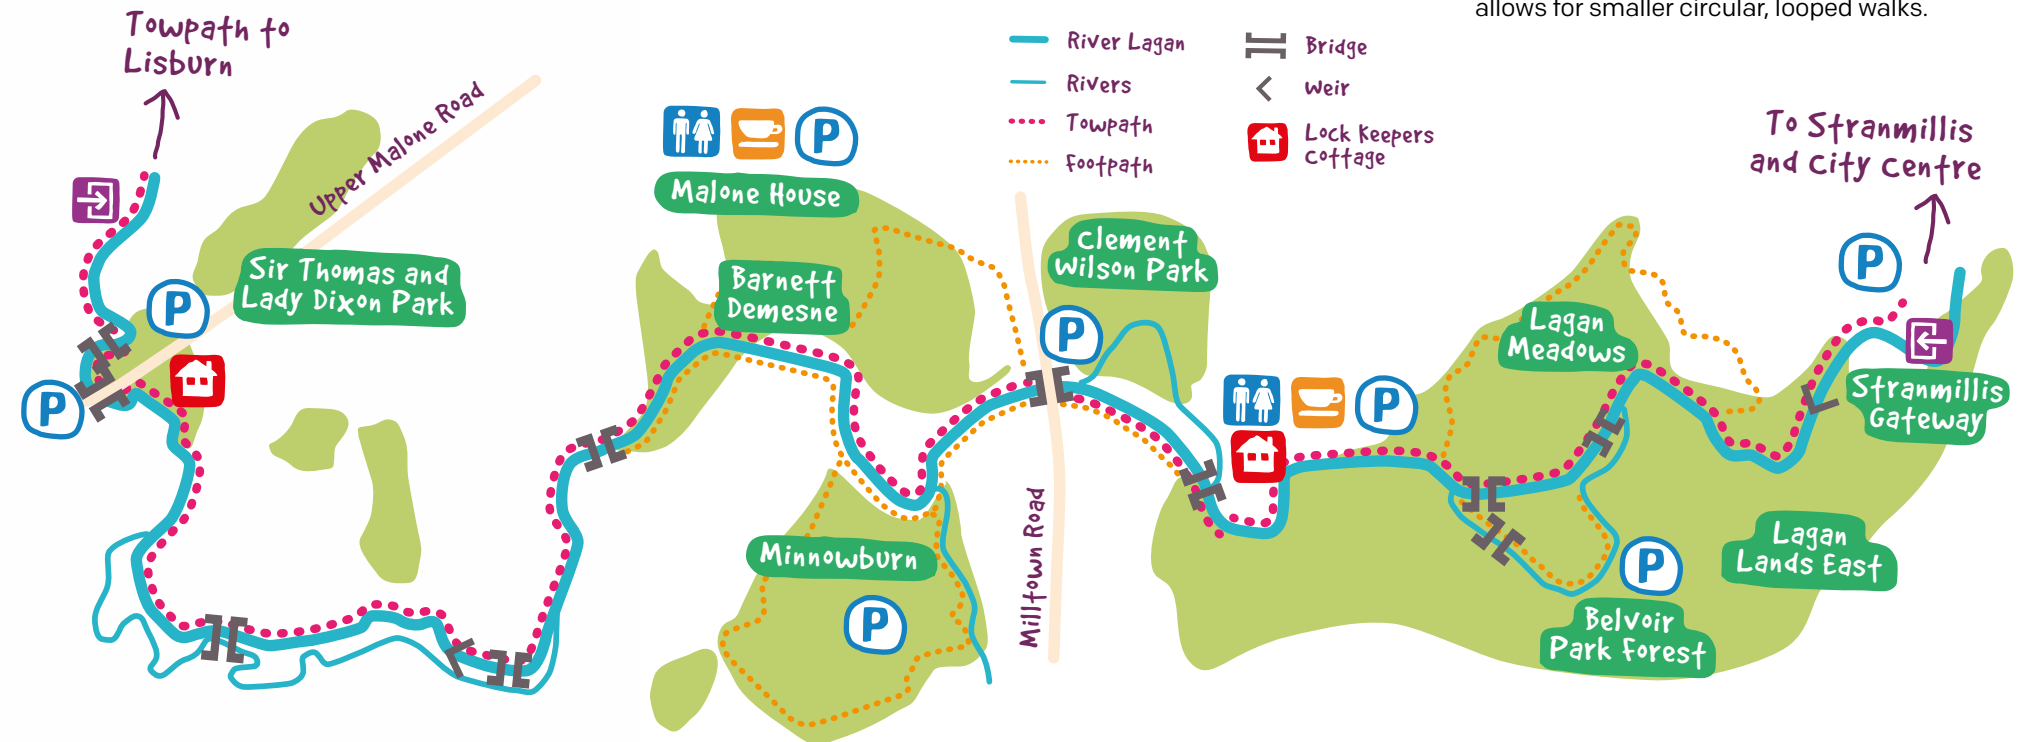 allows for smaller circular, looped walks.
Towpath to
Lisburn
Upper Malone Road
River Lagan
Rivers
Towpath
Footpath
Bridge
Weir
Lock Keepers
Cottage
To Stranmillis
and City Centre
P
Malone House
Clement
Wilson Park
P
Sir Thomas and
Lady Dixon Park
P
Barnett
Demesne
P
Lagan
Meadows
P
P
Stranmillis
Gateway
Milltown Road
Minnowburn
P
Lagan
Lands East
P
Belvoir
Park Forest